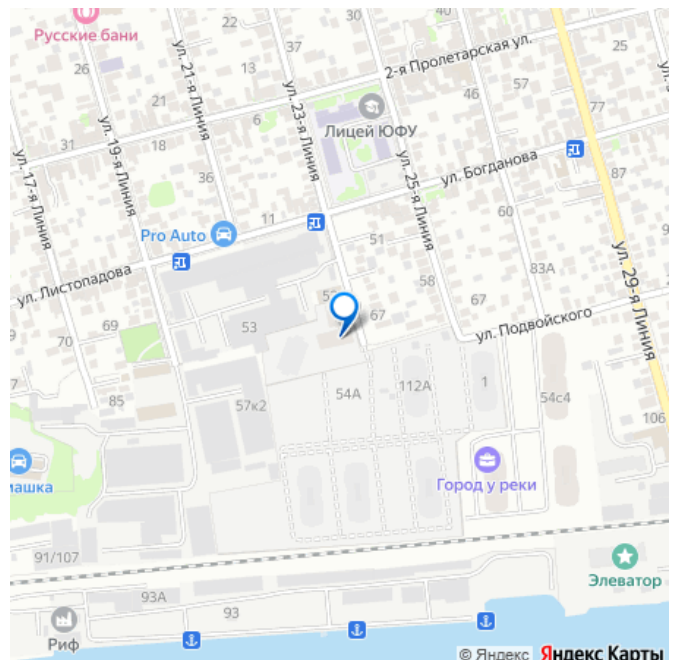 Русские бани
22
30
37
25
2-я Пролетарская ул.
26
ул. 21-я Линия
13
46
57
21
6
ул. 23-я Линия
77
Лицей ЮФУ
31
18
ул. 17-я Линия
ул. 19-я Линия
36
ул. 25-я Линия
ул. Богданова
87
11
60
Pro Auto
51
ул. Листопадова
58
83А
ул. 29-я Линия
53
67
67
69
70
ул. Подвойского
54А
112А
1
54с4
85
57к2
106
машка
Город у реки
91/107
Элеватор
93А
93
Риф
© Яндекс Яндекс Карты